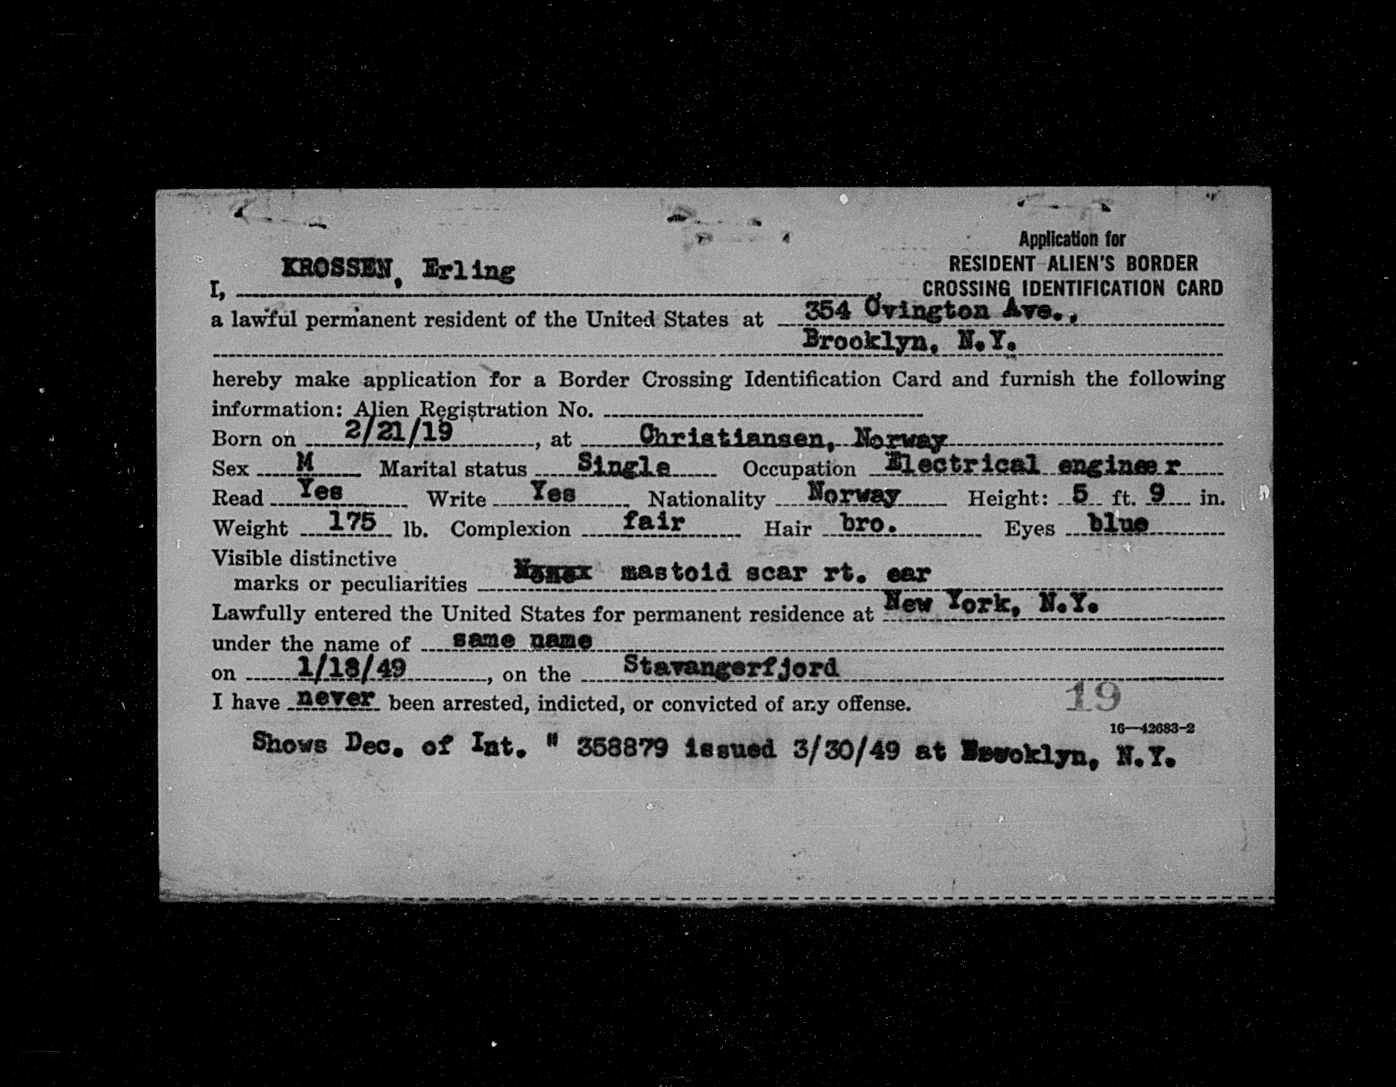 Application for
RESIDENT ALIEN'S BORDER
CROSSING IDENTIFICATION CARD
I, KROSSEN, Erling,
a lawful permanent resident of the United States at 354 Ovington Ave.,
Brooklyn, N.Y.
hereby make application for a Border Crossing Identification Card and furnish the following
information: Alien Registration No.
Born on 2/21/19, at Christiansen, Norway
Sex M Marital status Single Occupation Electrical engineer
Read Yes Write Yes Nationality Norway Height: 5 ft. 9 in.
Weight 175 lb. Complexion fair Hair bro. Eyes blue
Visible distinctive
marks or peculiarities mastoid scar rt. ear
Lawfully entered the United States for permanent residence at New York, N.Y.
under the name of same name
on 1/18/49, on the Stavangerfjord
I have never been arrested, indicted, or convicted of any offense.
19
16—42683-2
Shows Dec. of Int. " 358879 issued 3/30/49 at Brooklyn, N.Y.